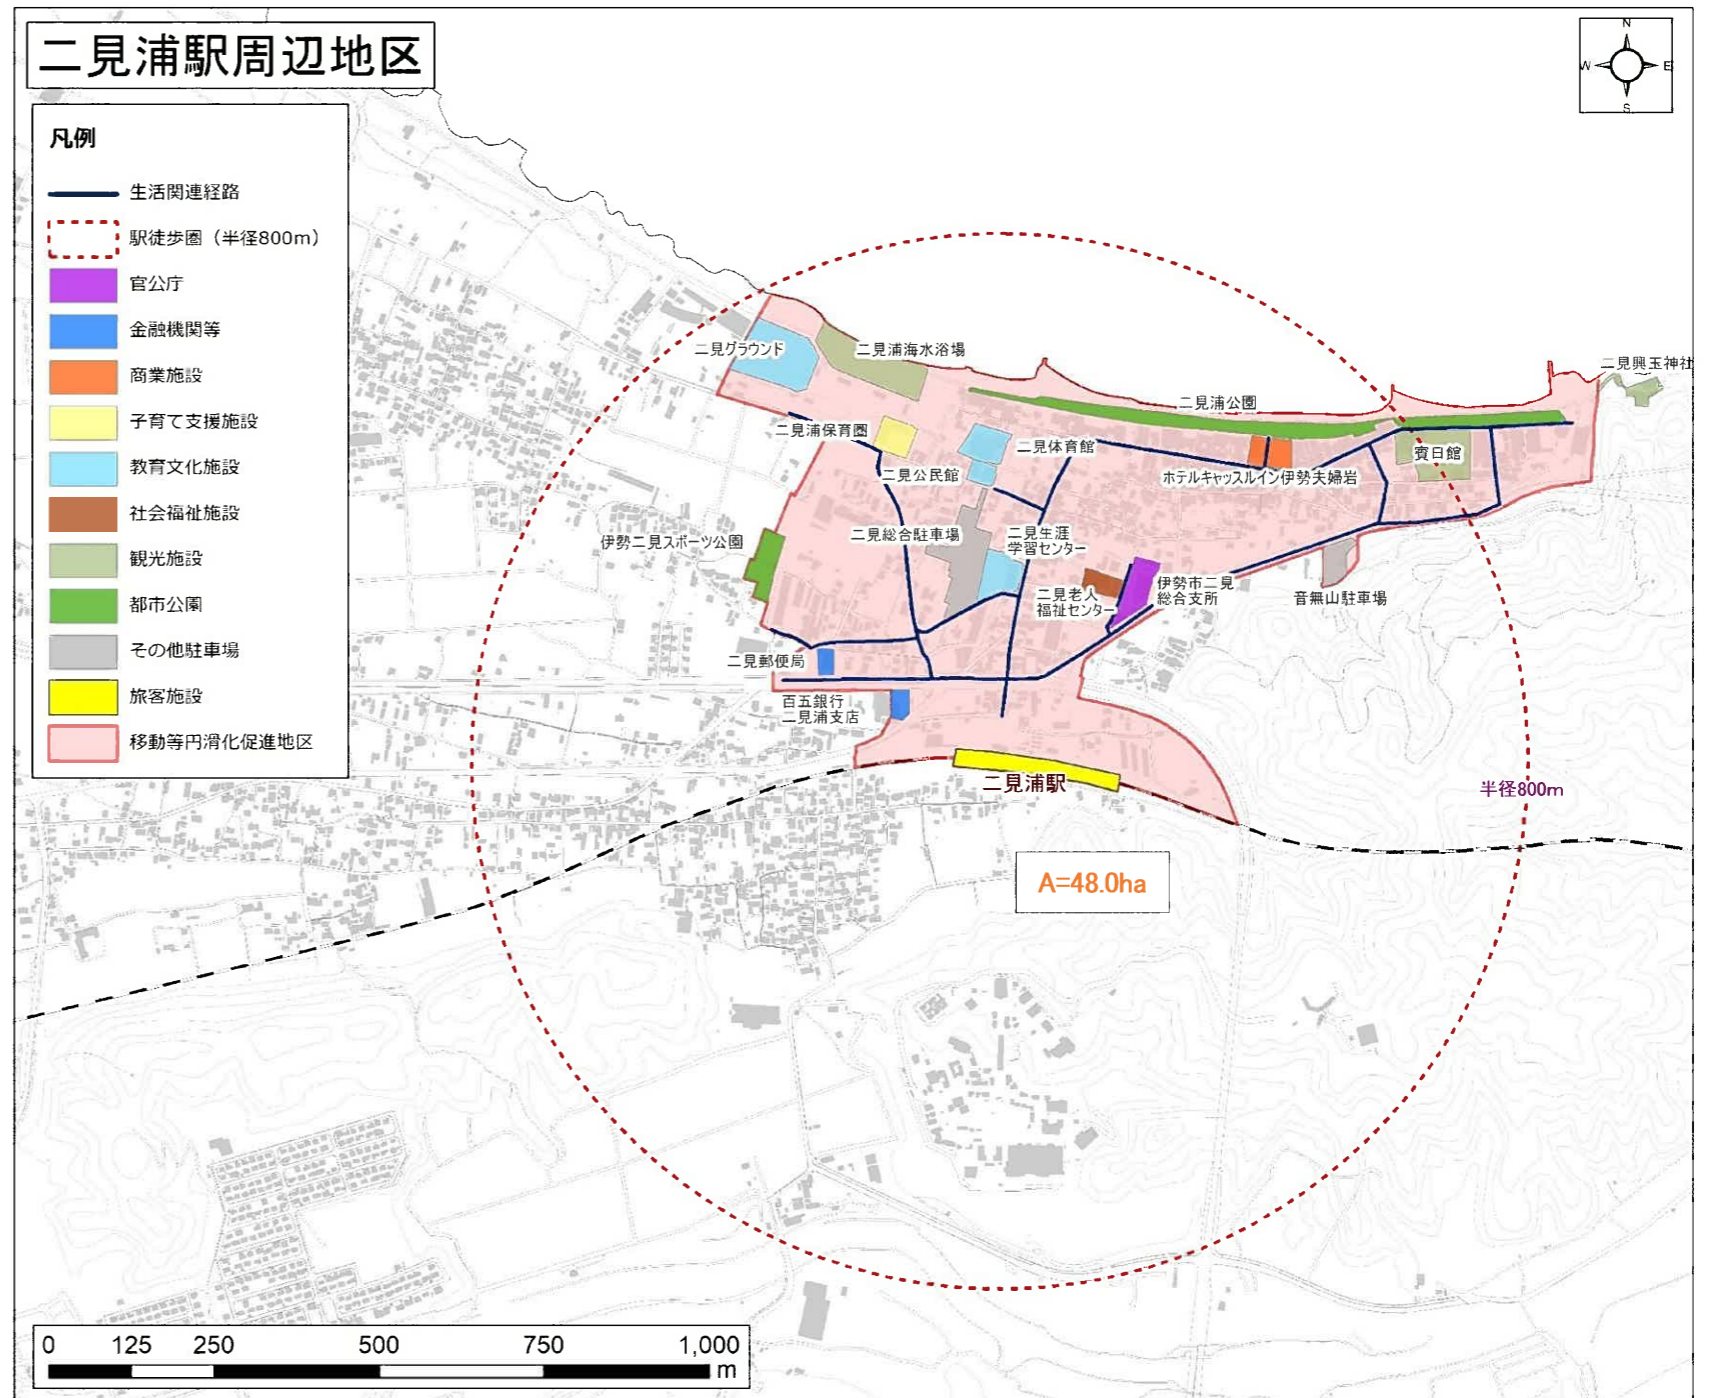 二見浦駅周辺地区
N
W
E
S
凡例
生活関連経路
駅徒歩圏（半径800m）
官公庁
金融機関等
商業施設
子育て支援施設
教育文化施設
社会福祉施設
観光施設
都市公園
その他駐車場
旅客施設
移動等円滑化促進地区
二見グラウンド
二見浦海水浴場
二見興玉神社
二見浦公園
二見浦保育園
二見体育館
賓日館
二見公民館
ホテルキャッスルイン伊勢夫婦岩
二見総合駐車場
二見生涯
学習センター
伊勢二見スポーツ公園
伊勢市二見
総合支所
二見老人
福祉センター
音無山駐車場
二見郵便局
百五銀行
二見浦支店
二見浦駅
半径800m
A=48.0ha
0 125 250 500 750 1,000
m